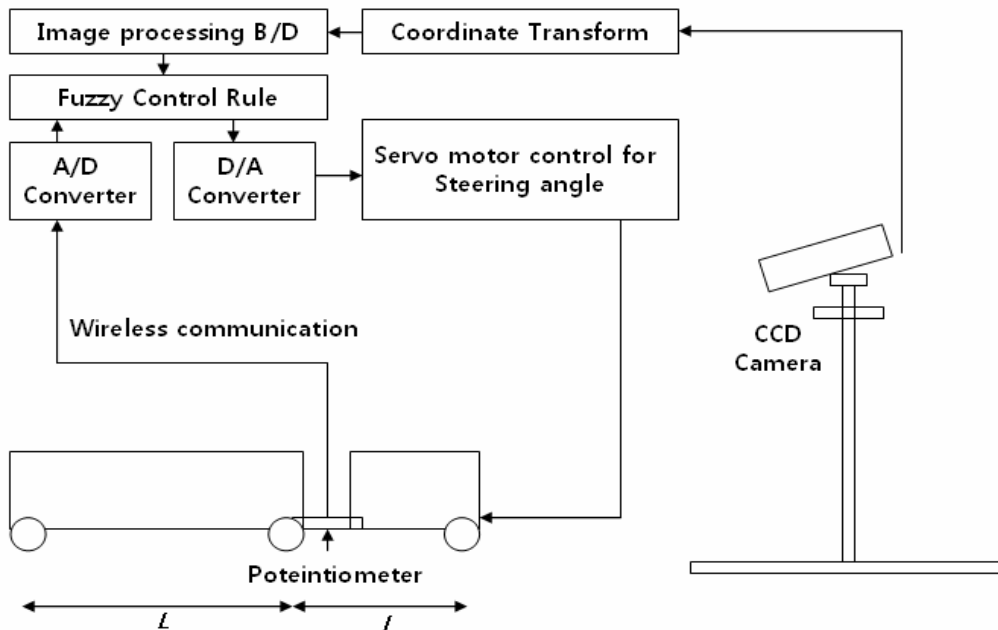 Image processing B/D
Coordinate Transform
Fuzzy Control Rule
A/D
Converter
D/A
Converter
Servo motor control for
Steering angle
Wireless communication
CCD
Camera
Poteintiometer
L